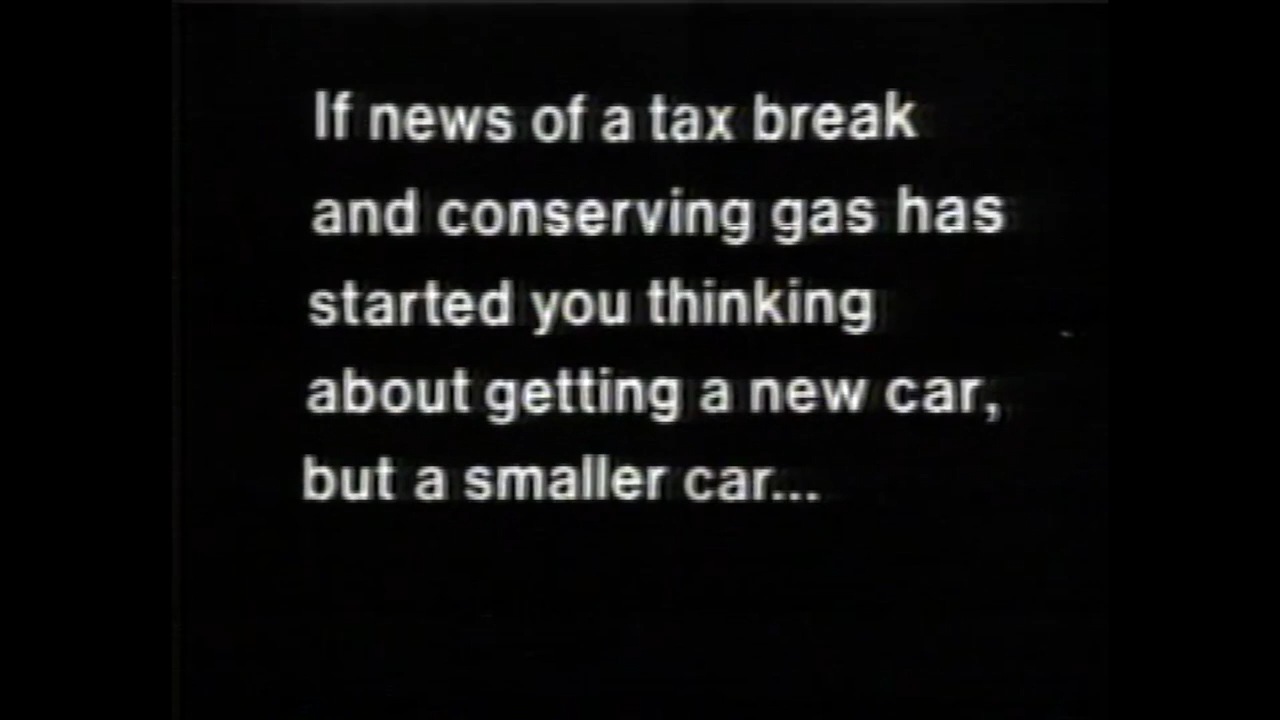 If news of a tax break
and conserving gas has
started you thinking
about getting a new car,
but a smaller car...